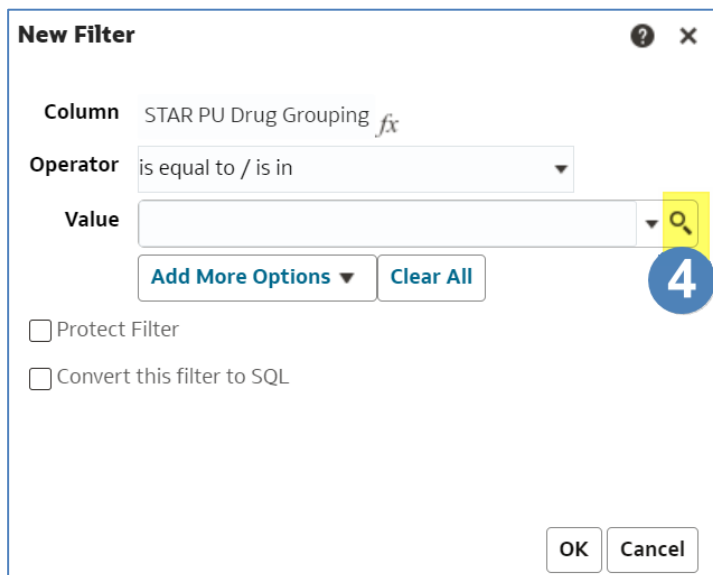 New Filter
Column STAR PU Drug Grouping fx
Operator is equal to / is in
Value
Add More Options Clear All
4
Protect Filter
Convert this filter to SQL
OK Cancel